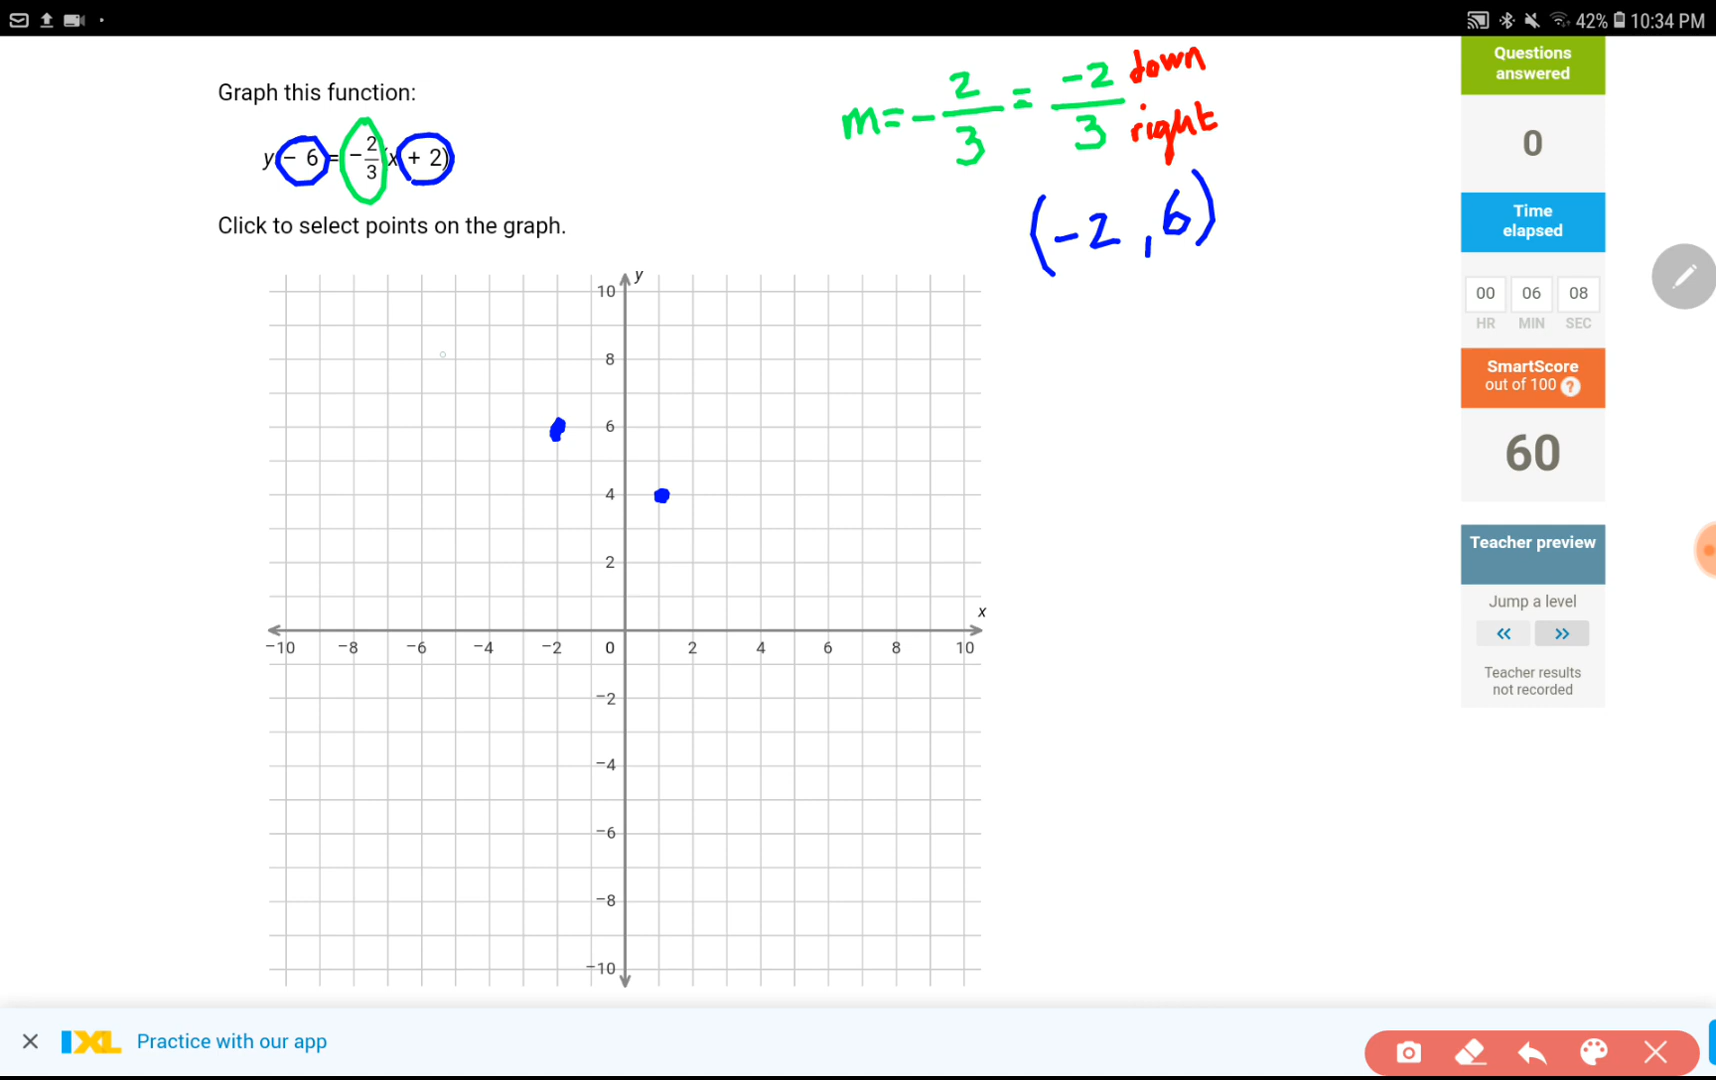 42% 10:34 PM
Graph this function:
y − 6 = −2/3(x + 2)
Click to select points on the graph.
m = − 2/3 = −2/3 down right
(−2 , 6)
y
10
8
6
4
2
x
−10 −8 −6 −4 −2 0 2 4 6 8 10
−2
−4
−6
−8
−10
Questions
answered
0
Time
elapsed
00 06 08
HR MIN SEC
SmartScore
out of 100 ?
60
Teacher preview
Jump a level
Teacher results
not recorded
IXL Practice with our app